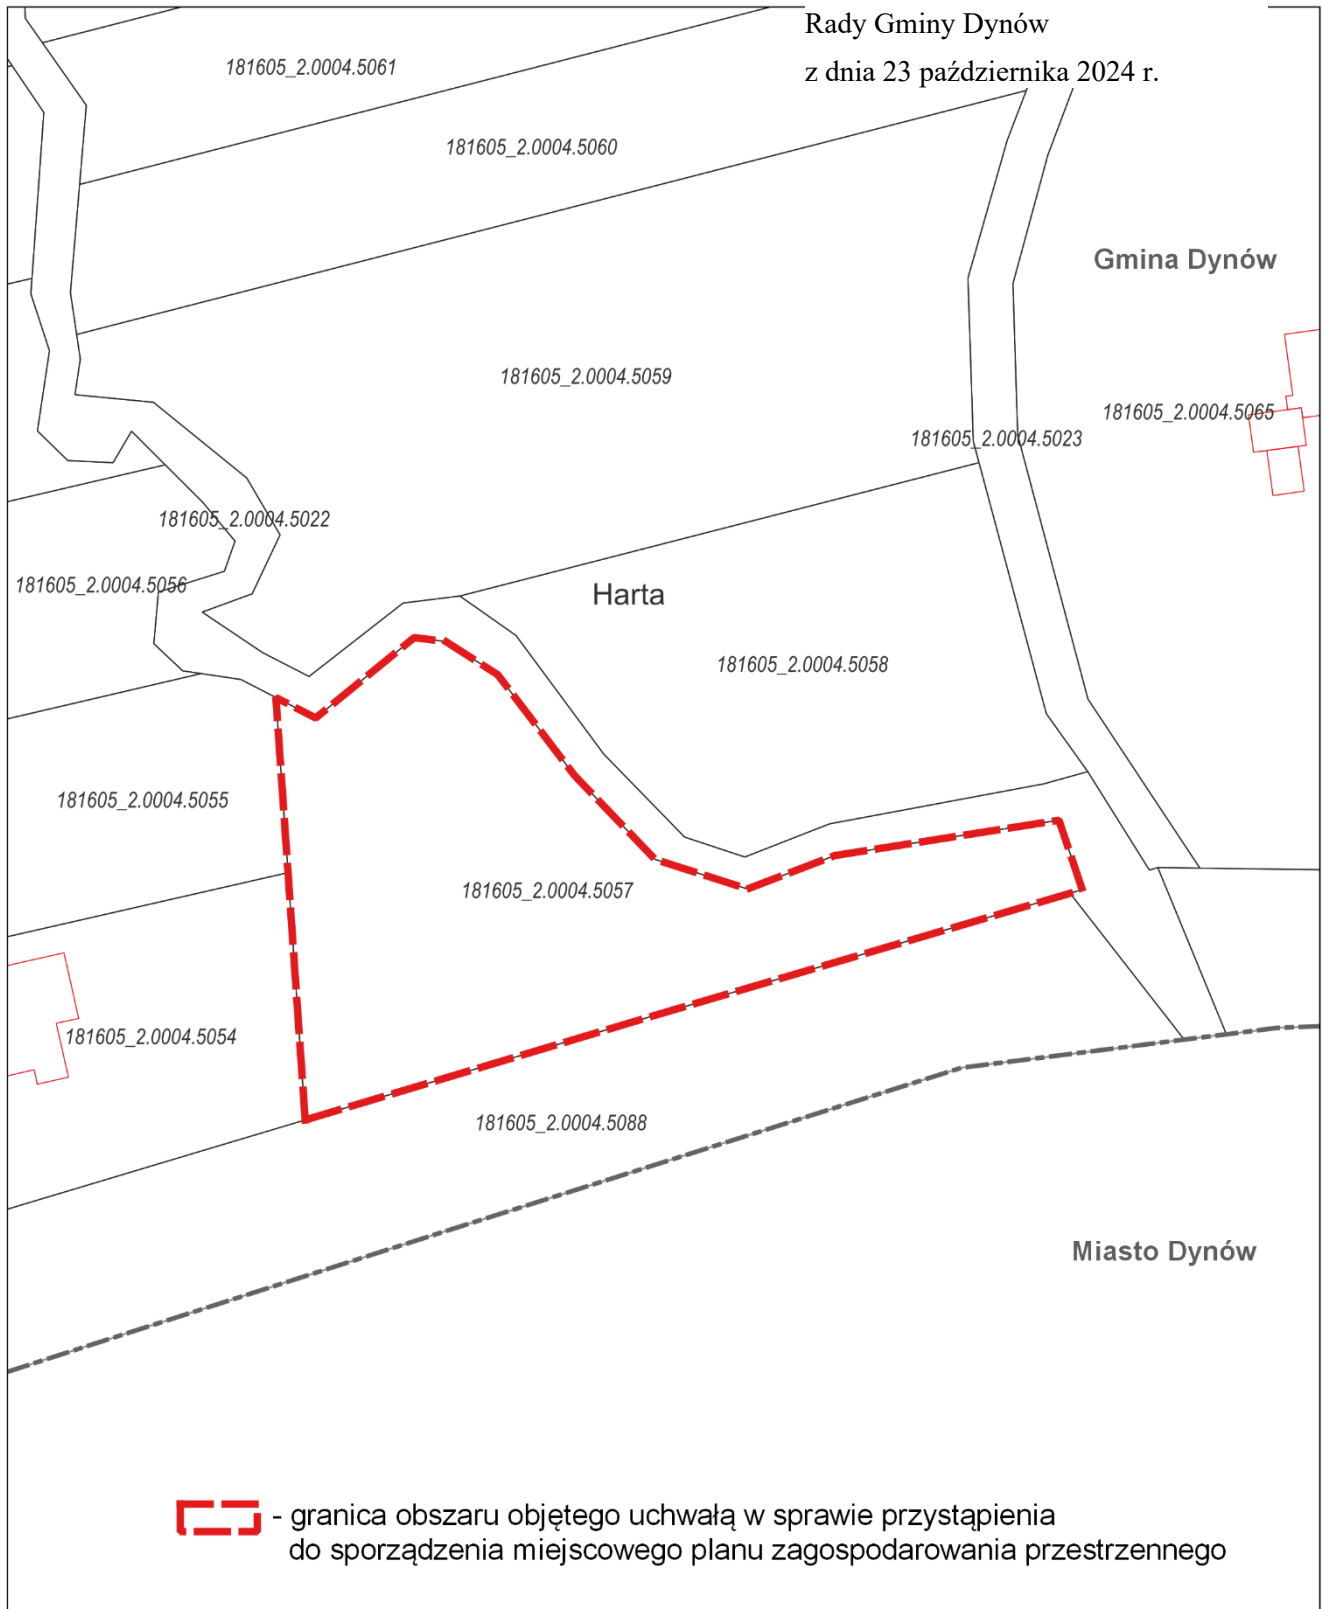 Rady Gminy Dynów
z dnia 23 października 2024 r.
181605_2.0004.5061
181605_2.0004.5060
Gmina Dynów
181605_2.0004.5059
181605_2.0004.5065
181605_2.0004.5023
181605_2.0004.5022
181605_2.0004.5056
Harta
181605_2.0004.5058
181605_2.0004.5055
181605_2.0004.5057
181605_2.0004.5054
181605_2.0004.5088
Miasto Dynów
- granica obszaru objętego uchwałą w sprawie przystąpienia
do sporządzenia miejscowego planu zagospodarowania przestrzennego